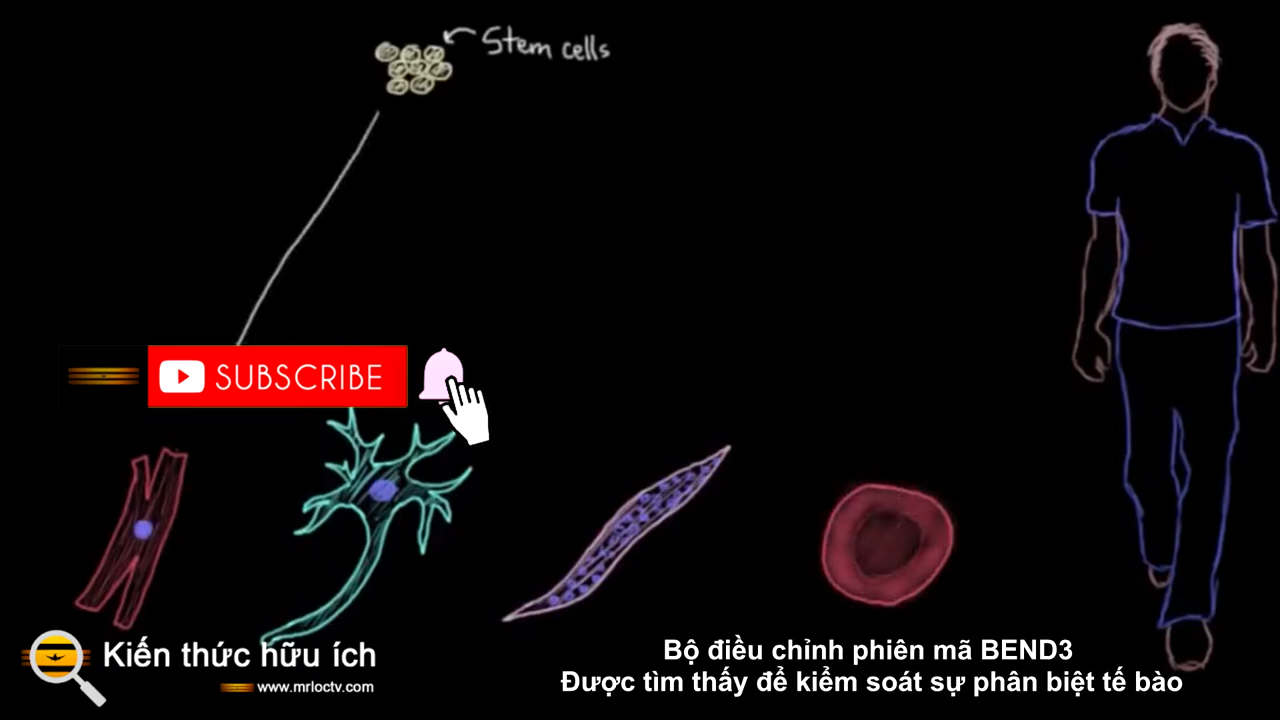 Stem cells
SUBSCRIBE
Kiến thức hữu ích
www.mrloctv.com
Bộ điều chỉnh phiên mã BEND3
Được tìm thấy để kiểm soát sự phân biệt tế bào